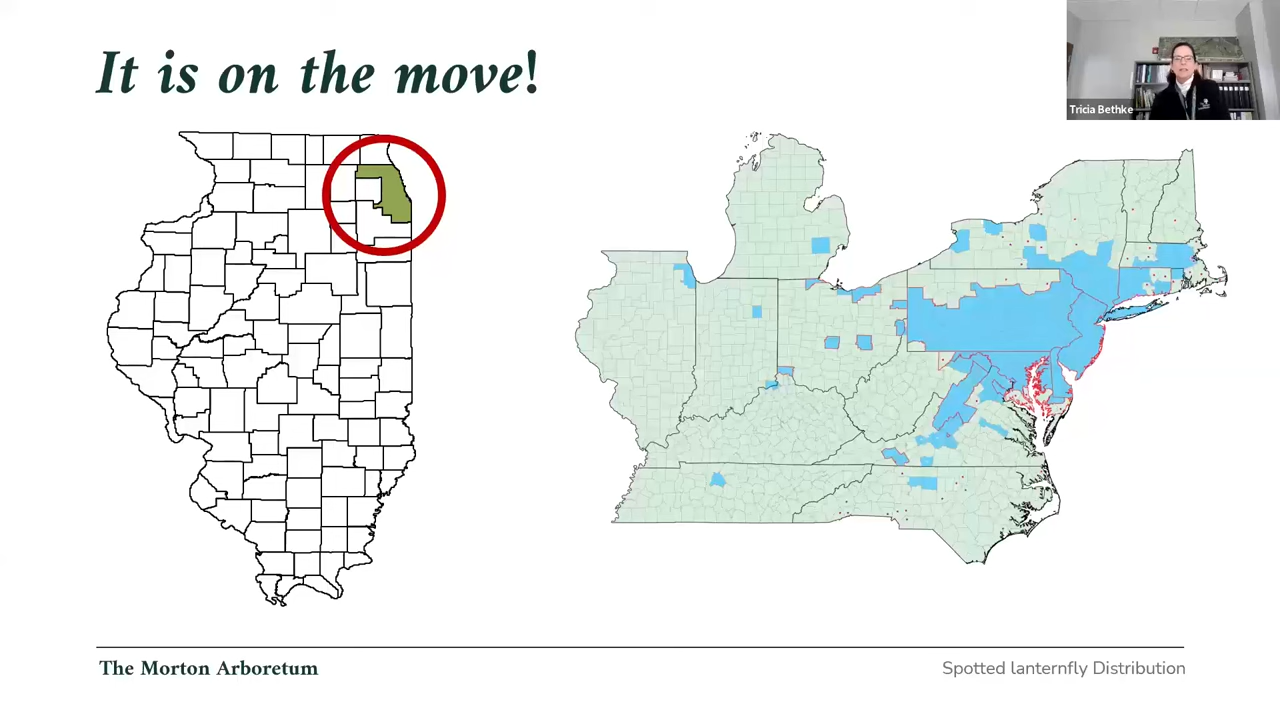 It is on the move!
Tricia Bethke
The Morton Arboretum
Spotted lanternfly Distribution